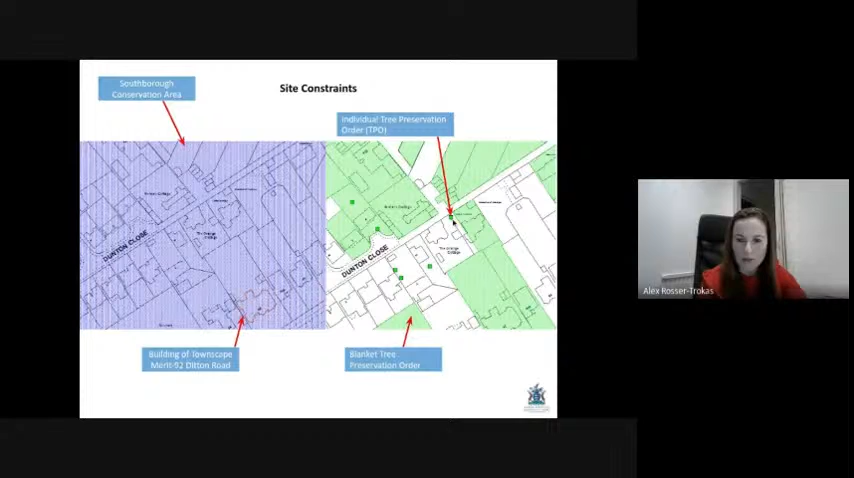 Southborough
Conservation Area
Site Constraints
Individual Tree Preservation
Order (TPO)
DUNTON CLOSE
DUNTON CLOSE
Building of Townscape
Merit-92 Ditton Road
Blanket Tree
Preservation Order
Alex Rosser-Trokas